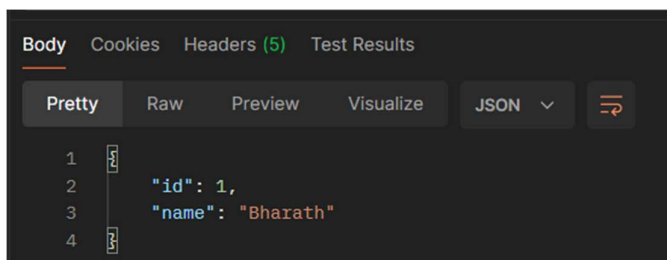 Body Cookies Headers (5) Test Results
Pretty Raw Preview Visualize JSON
1 {
2 "id": 1,
3 "name": "Bharath"
4 }